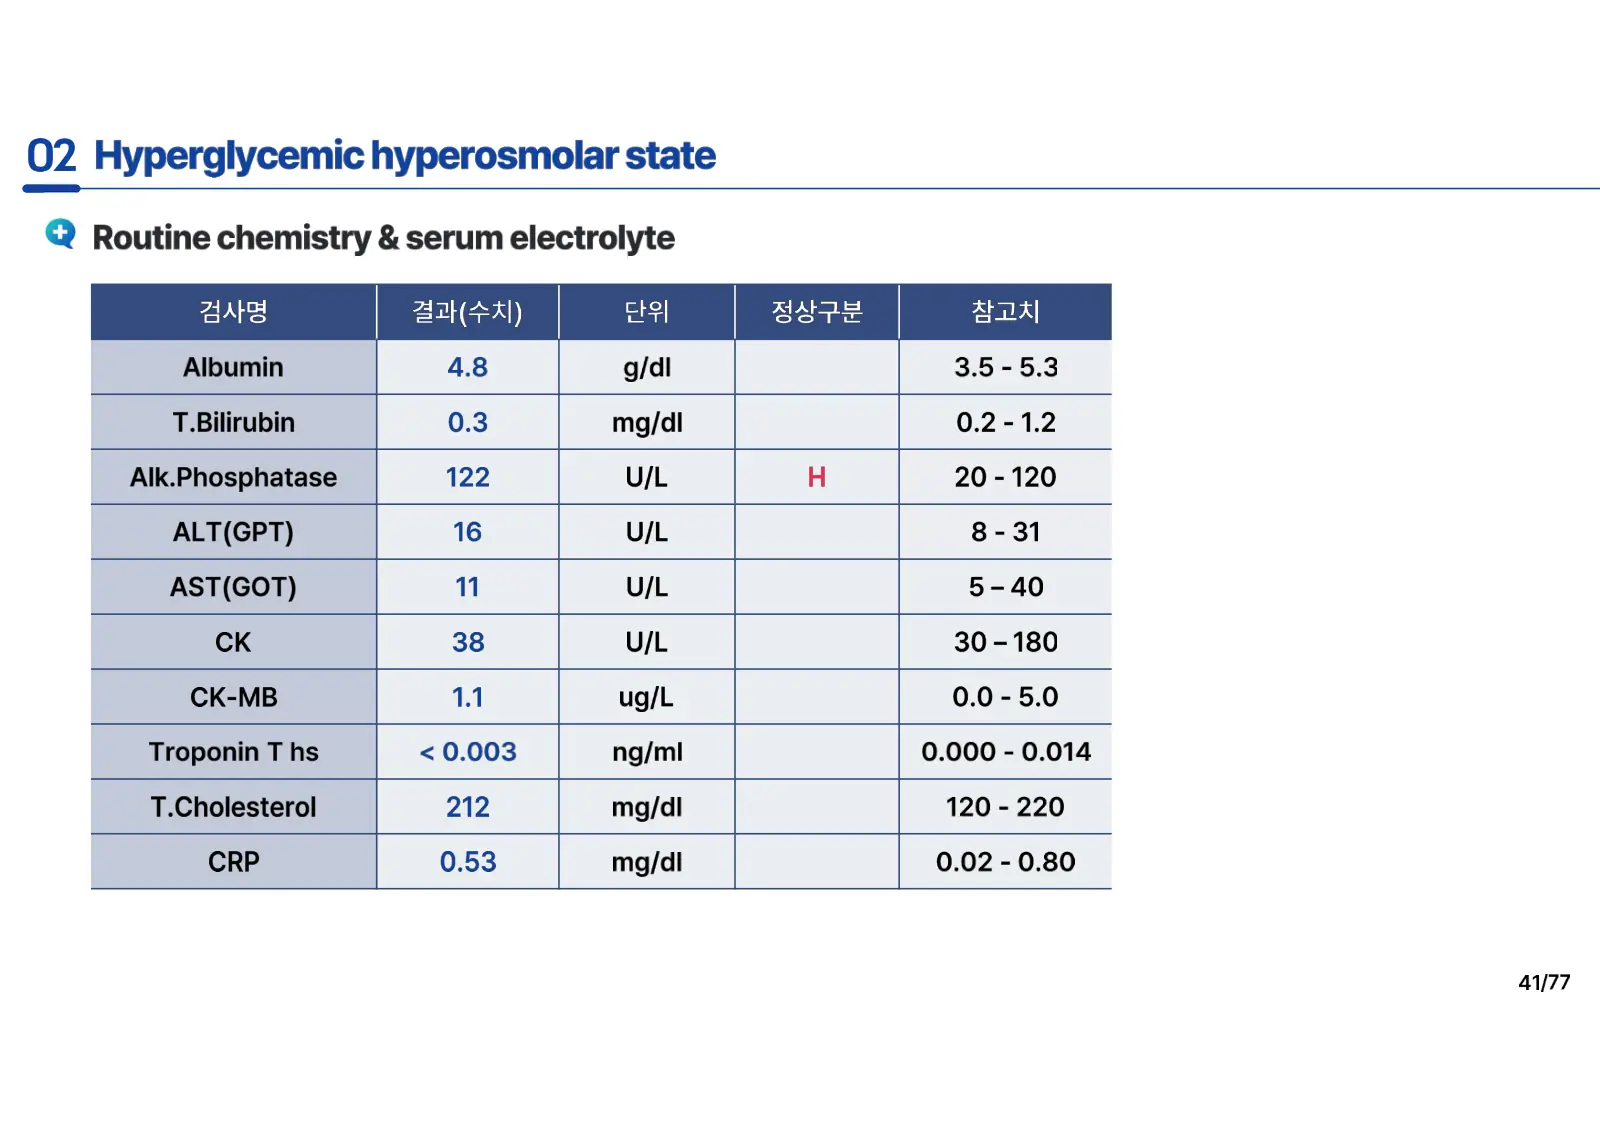 02 Hyperglycemic hyperosmolar state
Routine chemistry & serum electrolyte
검사명 결과(수치) 단위 정상구분 참고치
Albumin 4.8 g/dl 3.5 - 5.3
T.Bilirubin 0.3 mg/dl 0.2 - 1.2
Alk.Phosphatase 122 U/L H 20 - 120
ALT(GPT) 16 U/L 8 - 31
AST(GOT) 11 U/L 5 – 40
CK 38 U/L 30 – 180
CK-MB 1.1 ug/L 0.0 - 5.0
Troponin T hs < 0.003 ng/ml 0.000 - 0.014
T.Cholesterol 212 mg/dl 120 - 220
CRP 0.53 mg/dl 0.02 - 0.80
41/77